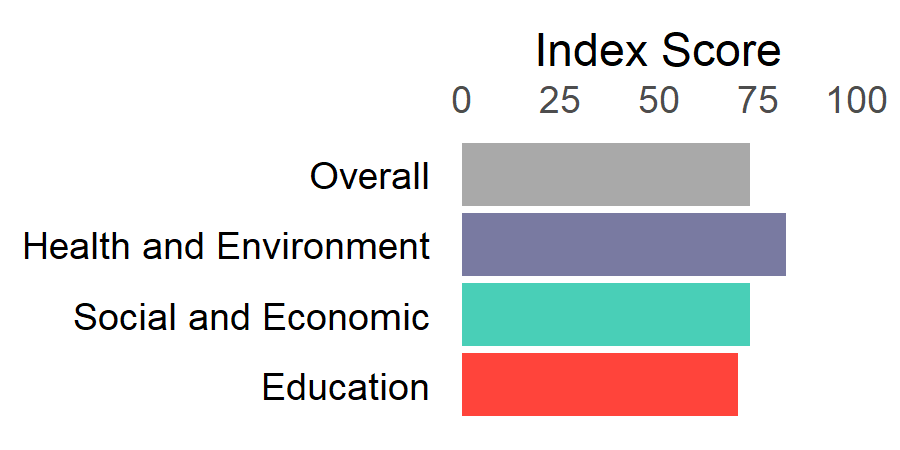 Index Score
0 25 50 75 100
Overall
Health and Environment
Social and Economic
Education